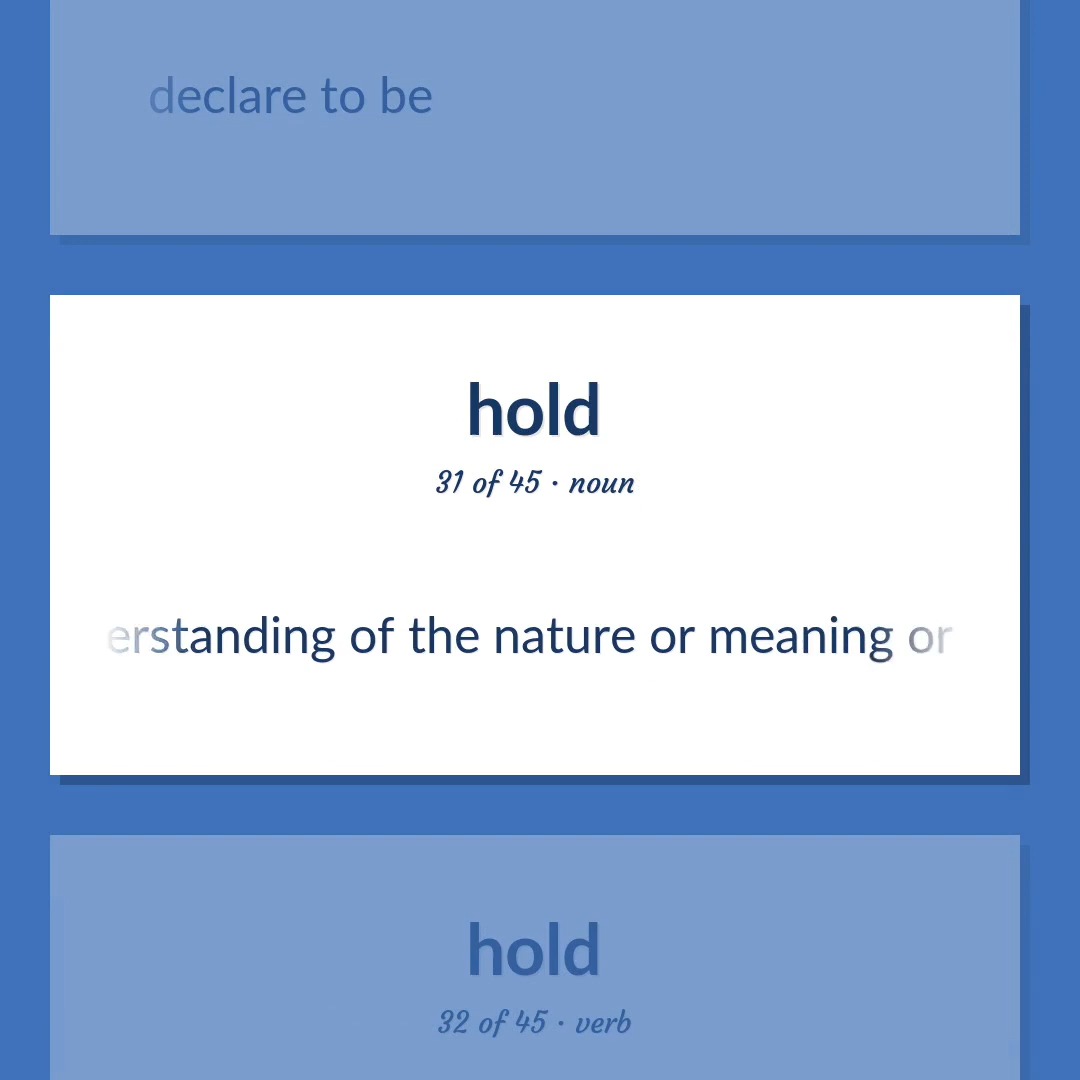 declare to be
hold
31 of 45 · noun
erstanding of the nature or meaning or
hold
32 of 45 · verb